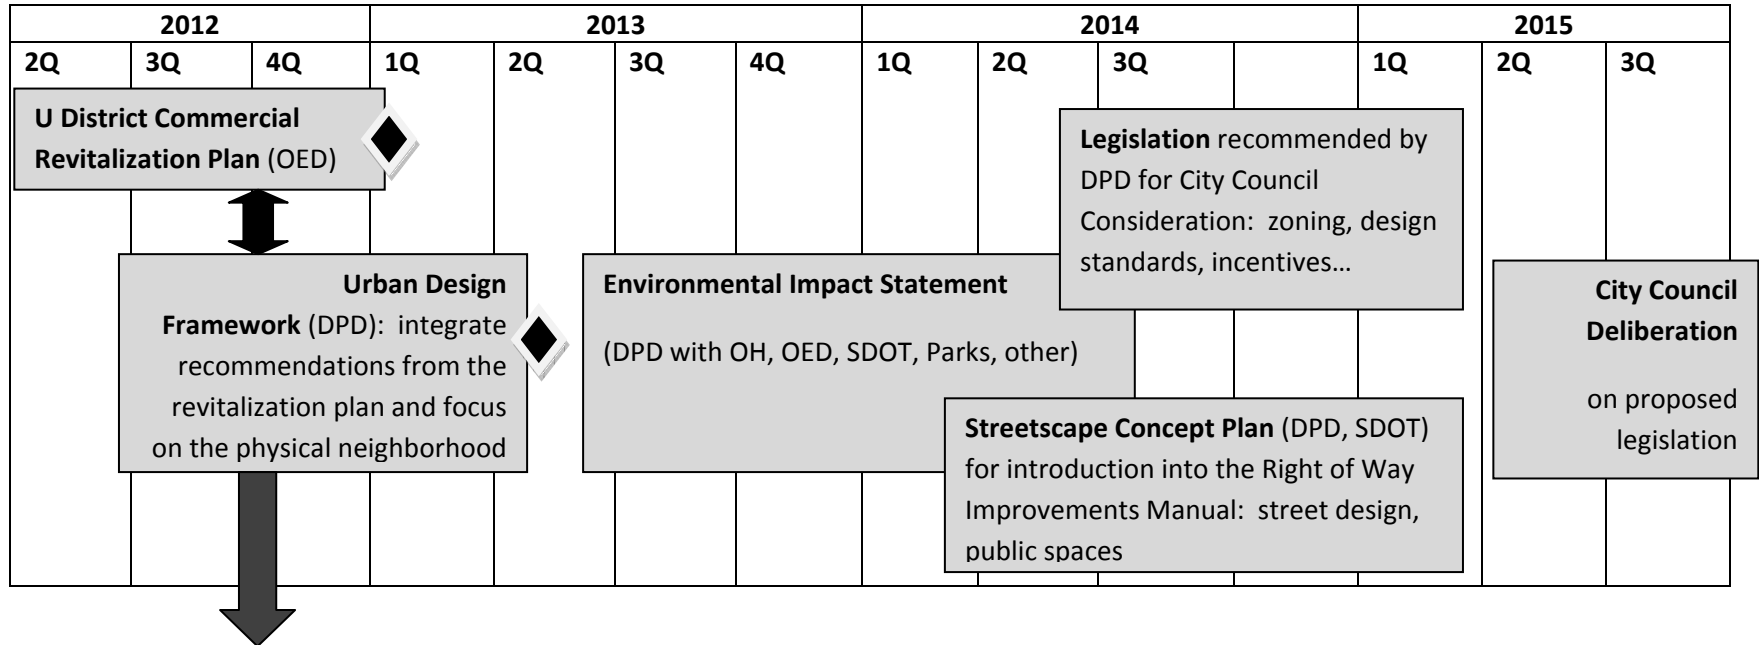 2012 2013 2014 2015
2Q 3Q 4Q 1Q 2Q 3Q 4Q 1Q 2Q 3Q 1Q 2Q 3Q
U District Commercial
Revitalization Plan (OED)
Urban Design
Framework (DPD): integrate
recommendations from the
revitalization plan and focus
on the physical neighborhood
Environmental Impact Statement
(DPD with OH, OED, SDOT, Parks, other)
Legislation recommended by
DPD for City Council
Consideration: zoning, design
standards, incentives…
Streetscape Concept Plan (DPD, SDOT)
for introduction into the Right of Way
Improvements Manual: street design,
public spaces
City Council
Deliberation
on proposed
legislation